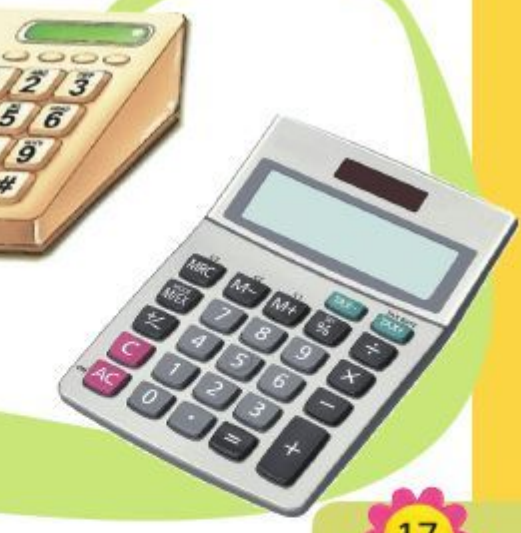 2 3
5 6
9
#
MRC M− M+ TAX− TAX+
M/EX 7 8 9 % ÷
+/− 4 5 6 ×
C 1 2 3 −
AC 0 . = +
17